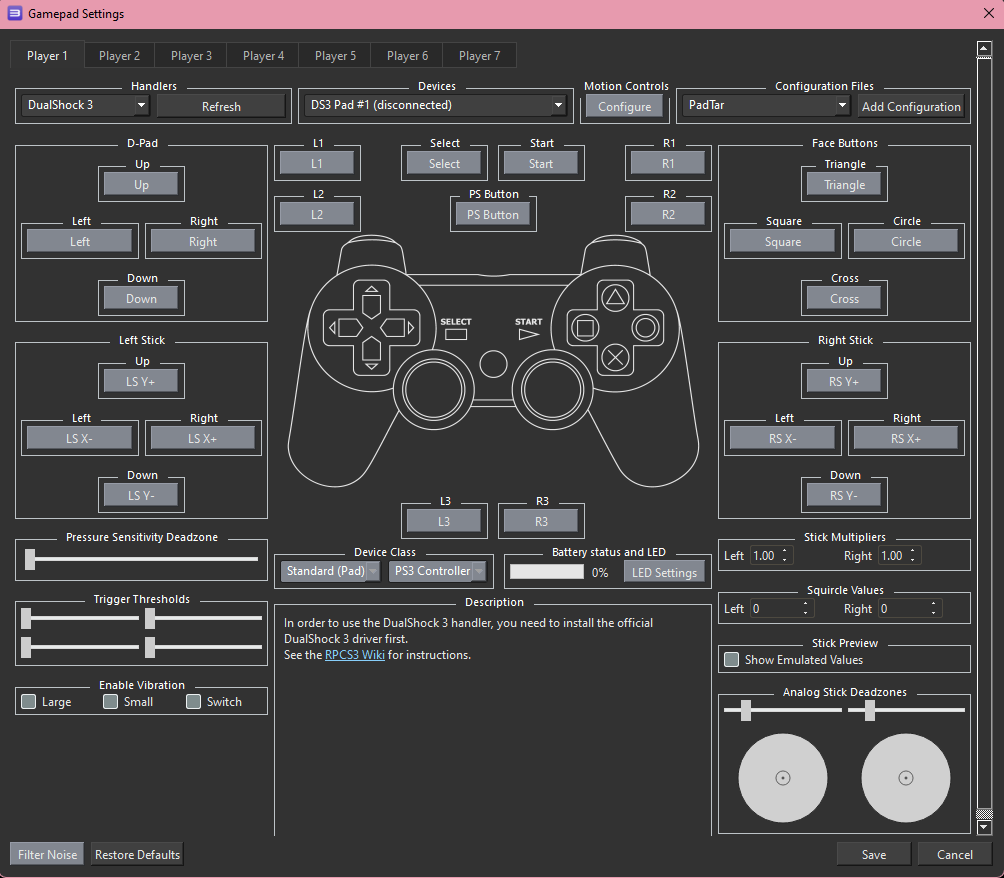 Gamepad Settings
Player 1 Player 2 Player 3 Player 4 Player 5 Player 6 Player 7
Handlers Devices Motion Controls Configuration Files
DualShock 3 Refresh DS3 Pad #1 (disconnected) Configure PadTar Add Configuration
D-Pad L1 Select Start R1 Face Buttons
Up L1 Select Start R1 Triangle
Up Triangle
L2 PS Button R2
L2 PS Button R2
Left Right Square Circle
Left Right Square Circle
Down Cross
Down Cross
SELECT START
Left Stick Right Stick
Up Up
LS Y+ RS Y+
Left Right Left Right
LS X- LS X+ RS X- RS X+
Down Down
LS Y- RS Y-
L3 R3
L3 R3
Pressure Sensitivity Deadzone Stick Multipliers
Device Class Battery status and LED Left 1.00 Right 1.00
Standard (Pad) PS3 Controller 0% LED Settings
Squircle Values
Trigger Thresholds Description Left 0 Right 0
In order to use the DualShock 3 handler, you need to install the official
DualShock 3 driver first.
See the RPCS3 Wiki for instructions.
Stick Preview
Show Emulated Values
Enable Vibration Analog Stick Deadzones
Large Small Switch
Filter Noise Restore Defaults Save Cancel